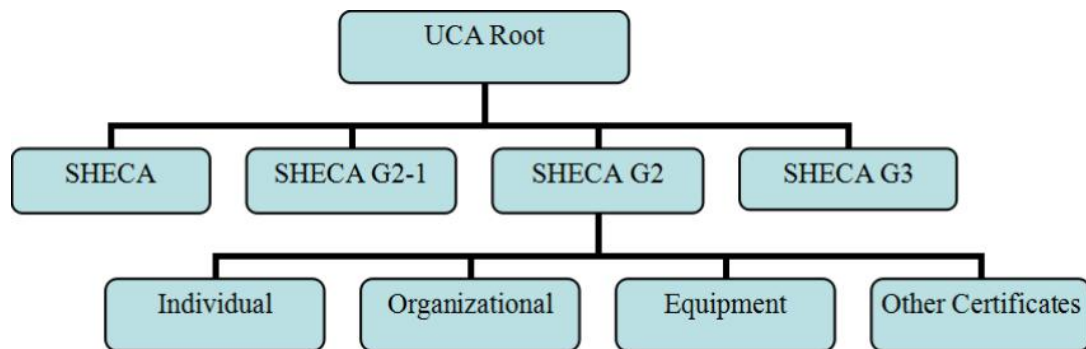 UCA Root
SHECA
SHECA G2-1
SHECA G2
SHECA G3
Individual
Organizational
Equipment
Other Certificates